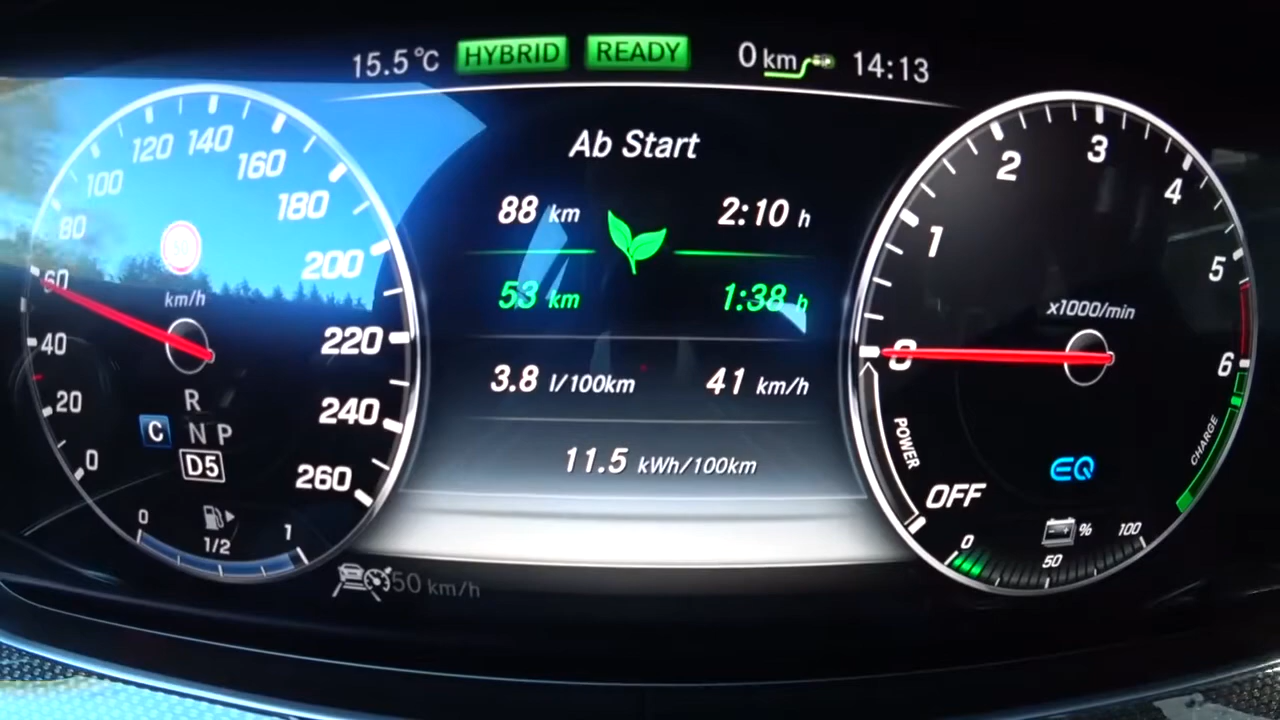 15.5°C HYBRID READY 0 km 14:13
Ab Start
88 km 2:10 h
53 km 1:38 h
3.8 l/100km 41 km/h
11.5 kWh/100km
0 20 40 60 80 100 120 140 160 180 200 220 240 260
km/h
R
C N P
D5
0 1/2 1
50 km/h
0 1 2 3 4 5 6
x1000/min
POWER
OFF
CHARGE
EQ
%
0 50 100